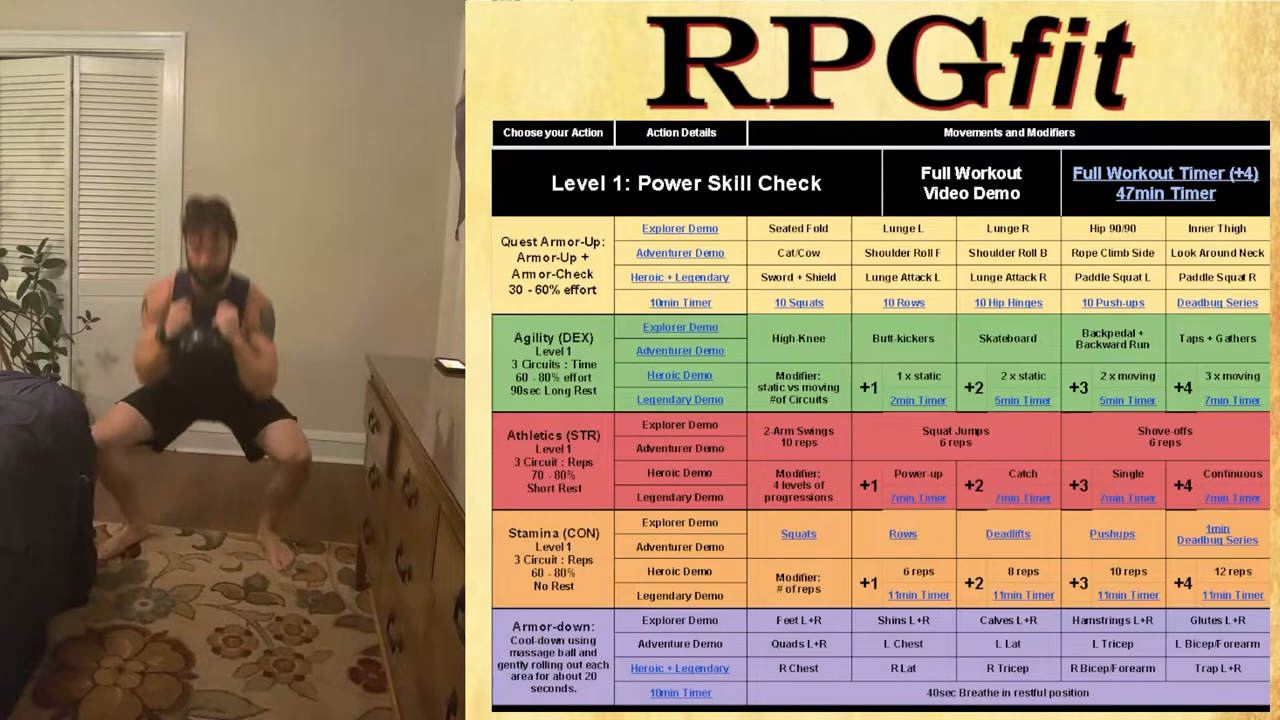 RPGfit
Choose your Action Action Details Movements and Modifiers
Level 1: Power Skill Check
Full Workout
Video Demo
Full Workout Timer (+4)
47min Timer
Quest Armor-Up:
Armor-Up +
Armor-Check
30 - 60% effort
Explorer Demo Seated Fold Lunge L Lunge R Hip 90/90 Inner Thigh
Adventurer Demo Cat/Cow Shoulder Roll F Shoulder Roll B Rope Climb Side Look Around Neck
Heroic + Legendary Sword + Shield Lunge Attack L Lunge Attack R Paddle Squat L Paddle Squat R
10min Timer 10 Squats 10 Rows 10 Hip Hinges 10 Push-ups Deadbug Series
Agility (DEX)
Level 1
3 Circuits : Time
60 - 80% effort
90sec Long Rest
Explorer Demo
Adventurer Demo
Heroic Demo
Legendary Demo
High-Knee Butt-kickers Skateboard
Backpedal +
Backward Run
Taps + Gathers
Modifier:
static vs moving
#of Circuits
+1 1 x static
2min Timer
+2 2 x static
5min Timer
+3 2 x moving
5min Timer
+4 3 x moving
7min Timer
Athletics (STR)
Level 1
3 Circuit : Reps
70 - 80%
Short Rest
Explorer Demo
Adventurer Demo
Heroic Demo
Legendary Demo
2-Arm Swings
10 reps
Squat Jumps
6 reps
Shove-offs
6 reps
Modifier:
4 levels of
progressions
+1 Power-up
7min Timer
+2 Catch
7min Timer
+3 Single
7min Timer
+4 Continuous
7min Timer
Stamina (CON)
Level 1
3 Circuit : Reps
60 - 80%
No Rest
Explorer Demo
Adventurer Demo
Heroic Demo
Legendary Demo
Squats Rows Deadlifts Pushups
1min
Deadbug Series
Modifier:
# of reps
+1 6 reps
11min Timer
+2 8 reps
11min Timer
+3 10 reps
11min Timer
+4 12 reps
11min Timer
Armor-down:
Cool-down using
massage ball and
gently rolling out each
area for about 20
seconds.
Explorer Demo Feet L+R Shins L+R Calves L+R Hamstrings L+R Glutes L+R
Adventure Demo Quads L+R L Chest L Lat L Tricep L Bicep/Forearm
Heroic + Legendary R Chest R Lat R Tricep R Bicep/Forearm Trap L+R
10min Timer 40sec Breathe in restful position